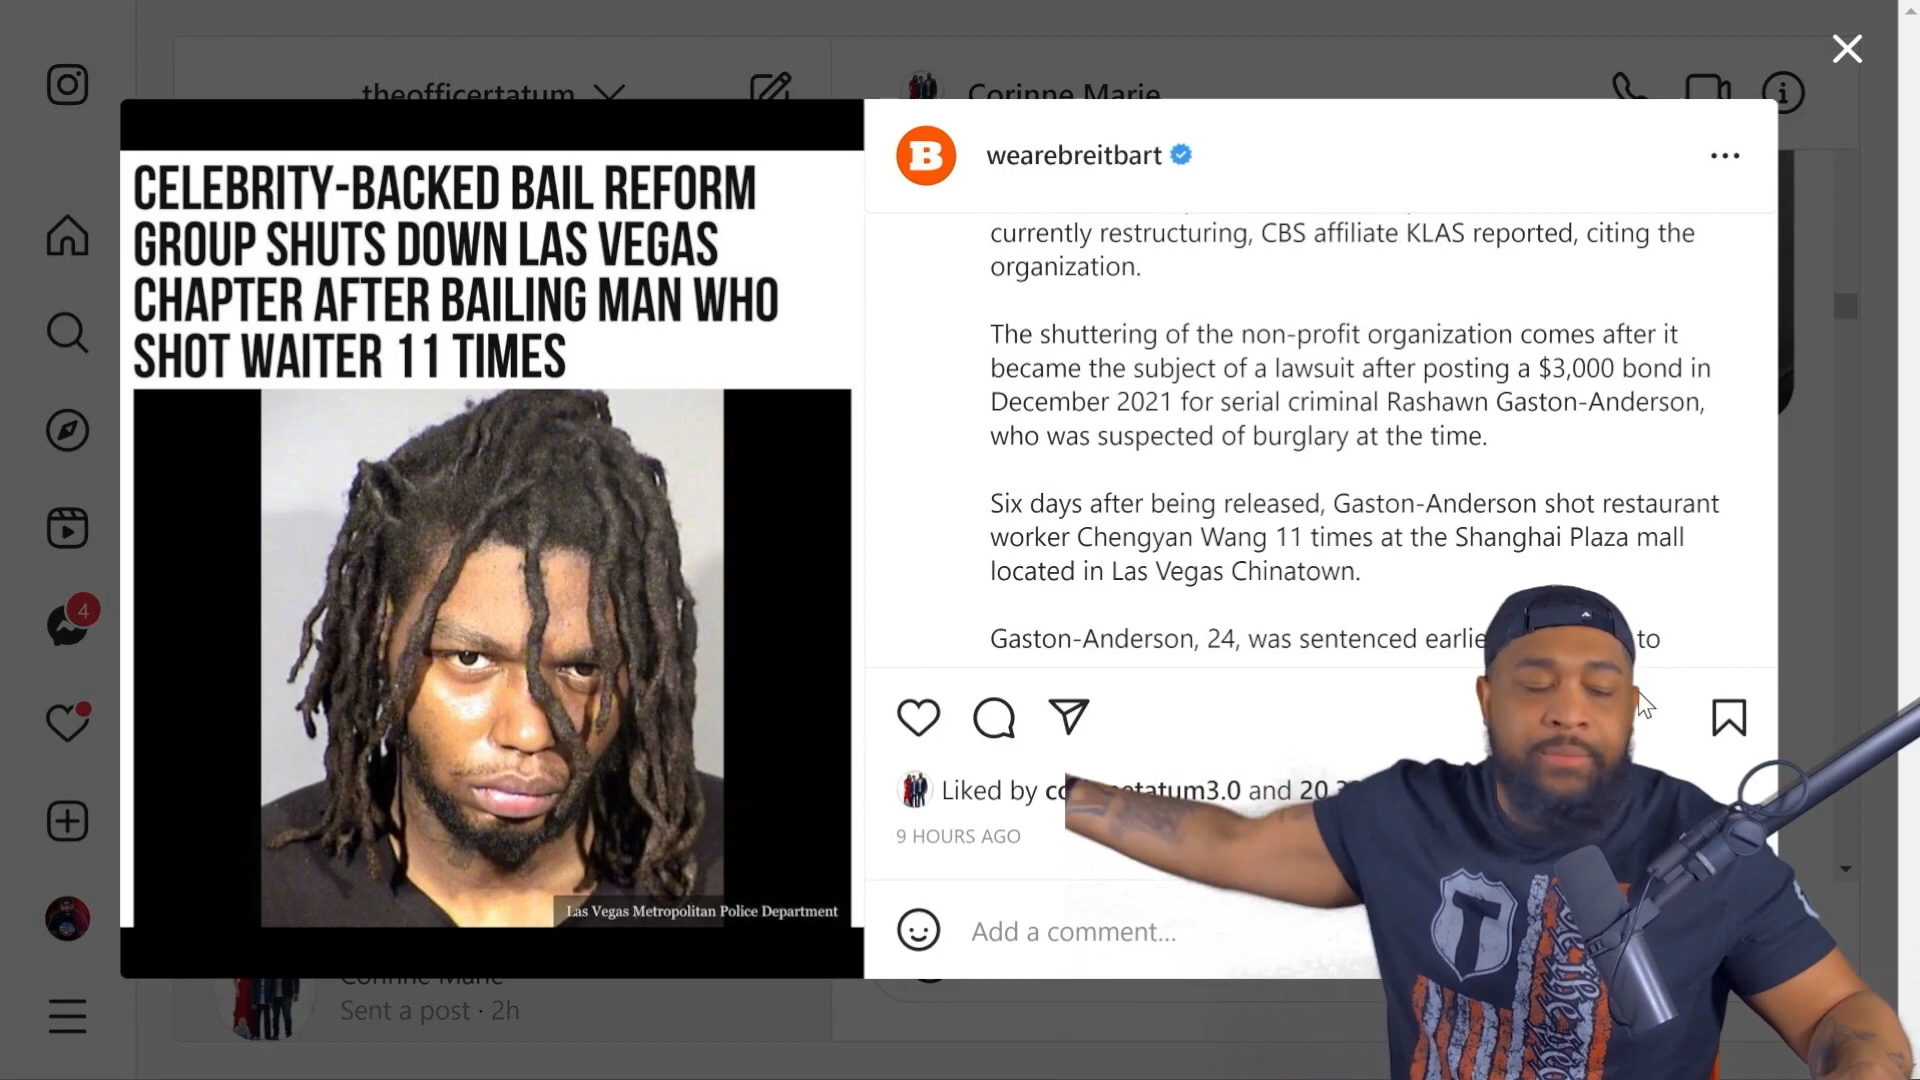 theofficertatum
Corinne Marie
CELEBRITY-BACKED BAIL REFORM
GROUP SHUTS DOWN LAS VEGAS
CHAPTER AFTER BAILING MAN WHO
SHOT WAITER 11 TIMES
Las Vegas Metropolitan Police Department
B
wearebreitbart
currently restructuring, CBS affiliate KLAS reported, citing the
organization.
The shuttering of the non-profit organization comes after it
became the subject of a lawsuit after posting a $3,000 bond in
December 2021 for serial criminal Rashawn Gaston-Anderson,
who was suspected of burglary at the time.
Six days after being released, Gaston-Anderson shot restaurant
worker Chengyan Wang 11 times at the Shanghai Plaza mall
located in Las Vegas Chinatown.
Gaston-Anderson, 24, was sentenced to
Liked by and
9 HOURS AGO
Add a comment...
4
Corinne Marie
Sent a post · 2h
T